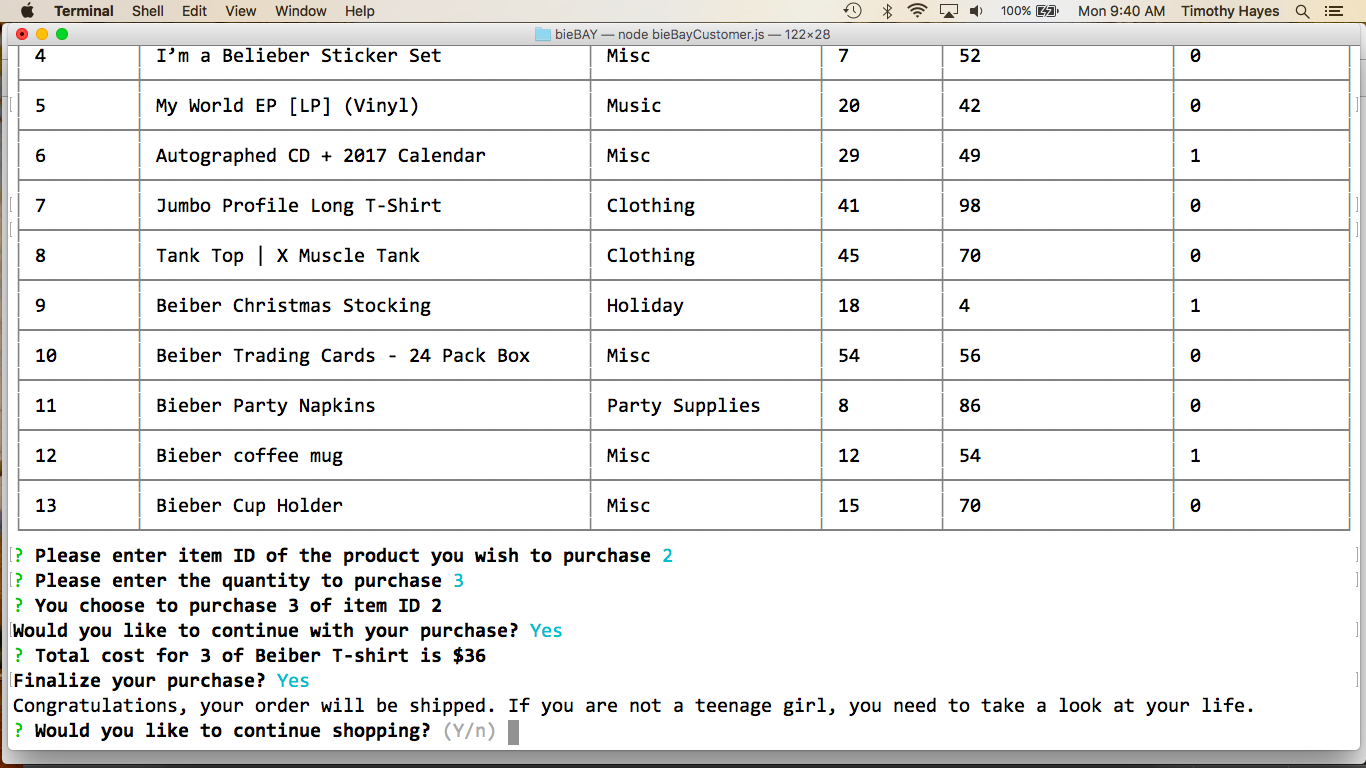 Terminal Shell Edit View Window Help 100% Mon 9:40 AM Timothy Hayes
bieBAY — node bieBayCustomer.js — 122×28
4 I’m a Belieber Sticker Set Misc 7 52 0
5 My World EP [LP] (Vinyl) Music 20 42 0
6 Autographed CD + 2017 Calendar Misc 29 49 1
7 Jumbo Profile Long T-Shirt Clothing 41 98 0
8 Tank Top | X Muscle Tank Clothing 45 70 0
9 Beiber Christmas Stocking Holiday 18 4 1
10 Beiber Trading Cards - 24 Pack Box Misc 54 56 0
11 Bieber Party Napkins Party Supplies 8 86 0
12 Bieber coffee mug Misc 12 54 1
13 Bieber Cup Holder Misc 15 70 0
? Please enter item ID of the product you wish to purchase 2
? Please enter the quantity to purchase 3
? You choose to purchase 3 of item ID 2
Would you like to continue with your purchase? Yes
? Total cost for 3 of Beiber T-shirt is $36
Finalize your purchase? Yes
Congratulations, your order will be shipped. If you are not a teenage girl, you need to take a look at your life.
? Would you like to continue shopping? (Y/n)